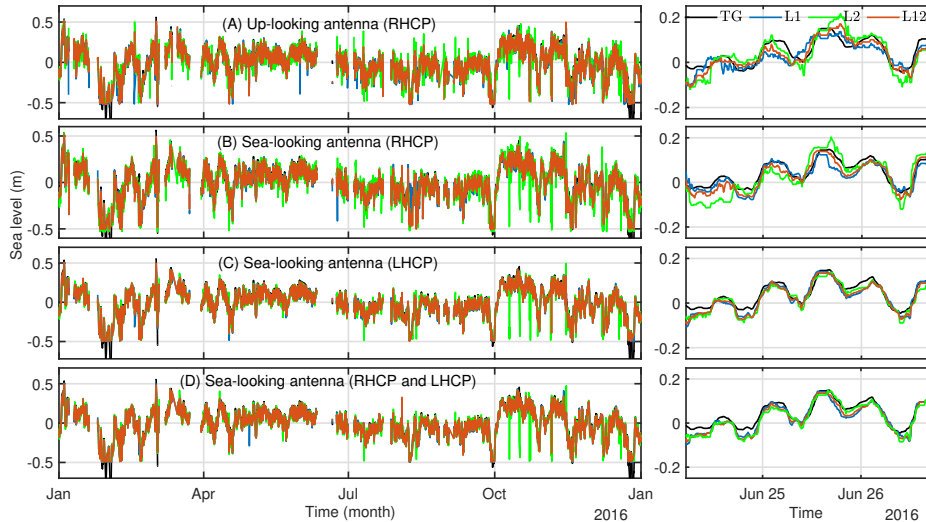 (A) Up-looking antenna (RHCP)
0.5
0
-0.5
0.2
0
-0.2
TG L1 L2 L12
(B) Sea-looking antenna (RHCP)
0.5
0
-0.5
0.2
0
-0.2
Sea level (m)
(C) Sea-looking antenna (LHCP)
0.5
0
-0.5
0.2
0
-0.2
(D) Sea-looking antenna (RHCP and LHCP)
0.5
0
-0.5
0.2
0
-0.2
Jan Apr Jul Oct Jan
Time (month)
2016
Jun 25 Jun 26
Time
2016